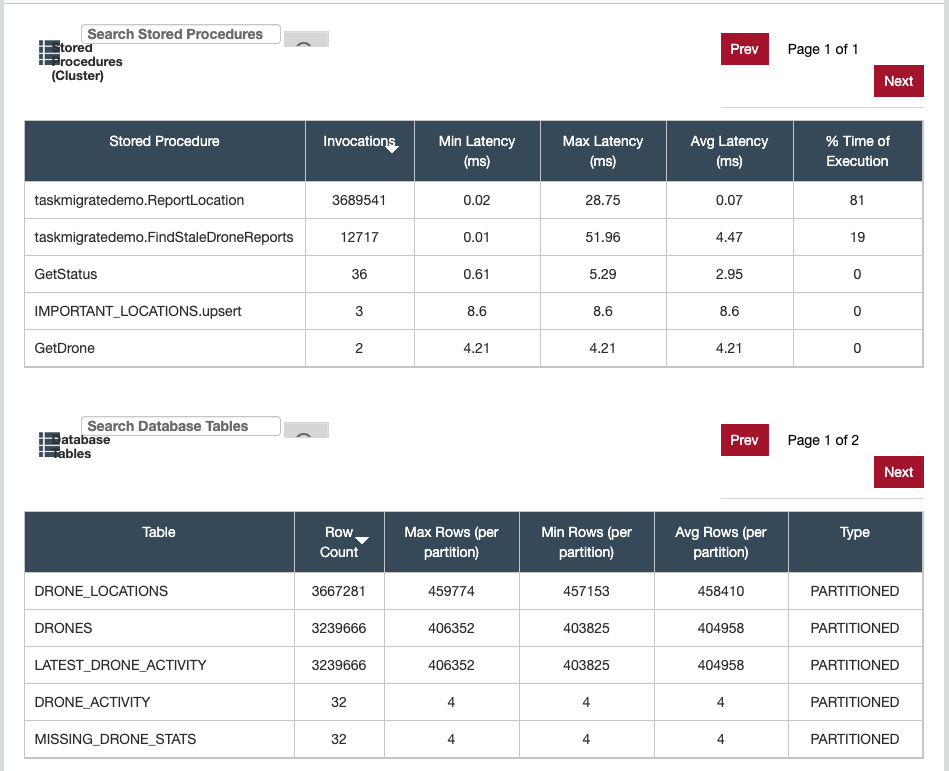 Search Stored Procedures
Stored
Procedures
(Cluster)
Prev Page 1 of 1
Next
Stored Procedure Invocations Min Latency (ms) Max Latency (ms) Avg Latency (ms) % Time of Execution
taskmigratedemo.ReportLocation 3689541 0.02 28.75 0.07 81
taskmigratedemo.FindStaleDroneReports 12717 0.01 51.96 4.47 19
GetStatus 36 0.61 5.29 2.95 0
IMPORTANT_LOCATIONS.upsert 3 8.6 8.6 8.6 0
GetDrone 2 4.21 4.21 4.21 0
Search Database Tables
Database
Tables
Prev Page 1 of 2
Next
Table Row Count Max Rows (per partition) Min Rows (per partition) Avg Rows (per partition) Type
DRONE_LOCATIONS 3667281 459774 457153 458410 PARTITIONED
DRONES 3239666 406352 403825 404958 PARTITIONED
LATEST_DRONE_ACTIVITY 3239666 406352 403825 404958 PARTITIONED
DRONE_ACTIVITY 32 4 4 4 PARTITIONED
MISSING_DRONE_STATS 32 4 4 4 PARTITIONED